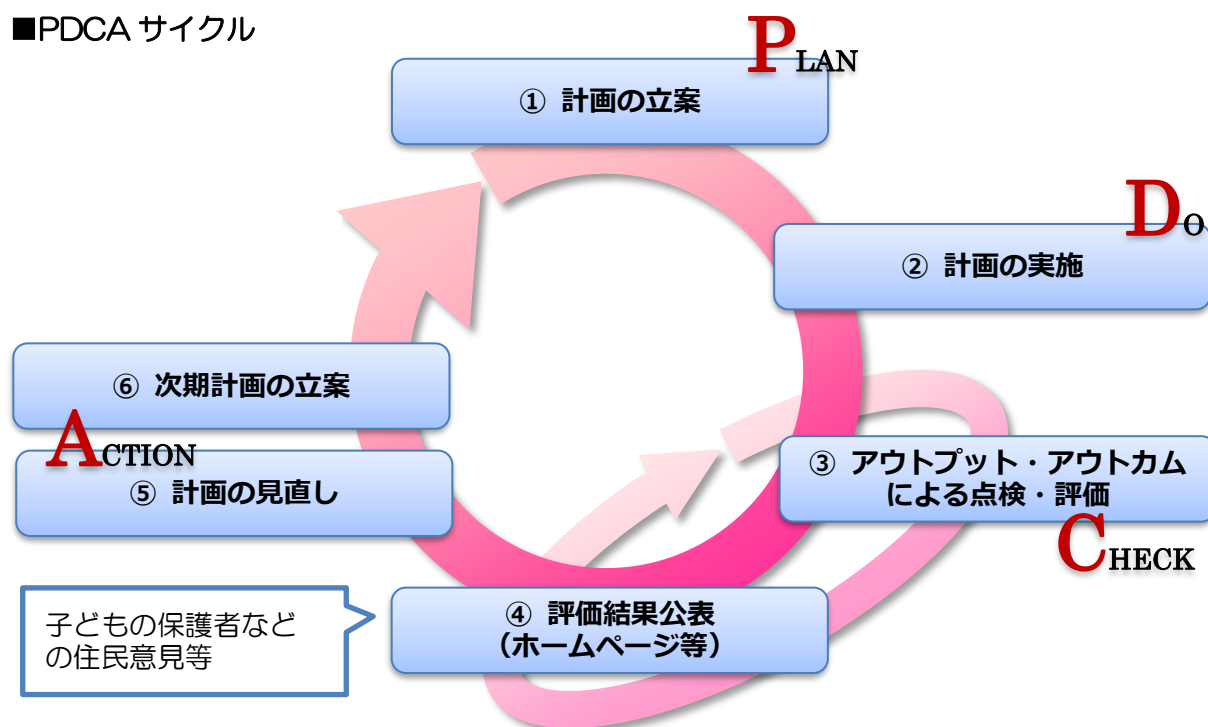 ■PDCA サイクル
PLAN
① 計画の立案
DO
② 計画の実施
③ アウトプット・アウトカム
による点検・評価
CHECK
④ 評価結果公表
（ホームページ等）
子どもの保護者など
の住民意見等
⑥ 次期計画の立案
ACTION
⑤ 計画の見直し